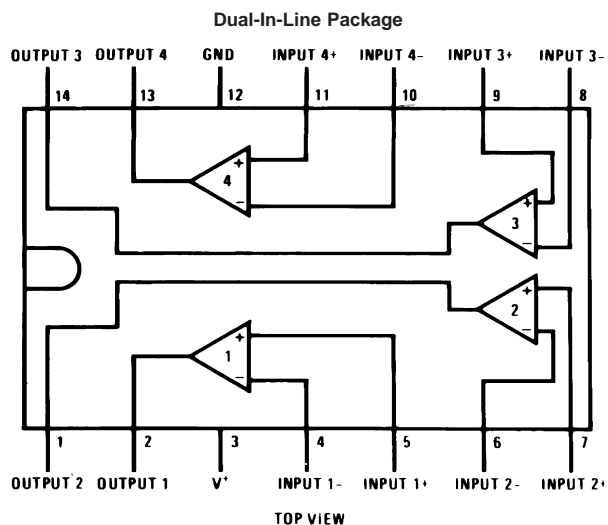 Dual-In-Line Package
OUTPUT 3 OUTPUT 4 GND INPUT 4+ INPUT 4- INPUT 3+ INPUT 3-
14 13 12 11 10 9 8
+
4
-
+
3
-
+
2
-
+
1
-
1 2 3 4 5 6 7
OUTPUT 2 OUTPUT 1 V+ INPUT 1- INPUT 1+ INPUT 2- INPUT 2+
TOP VIEW